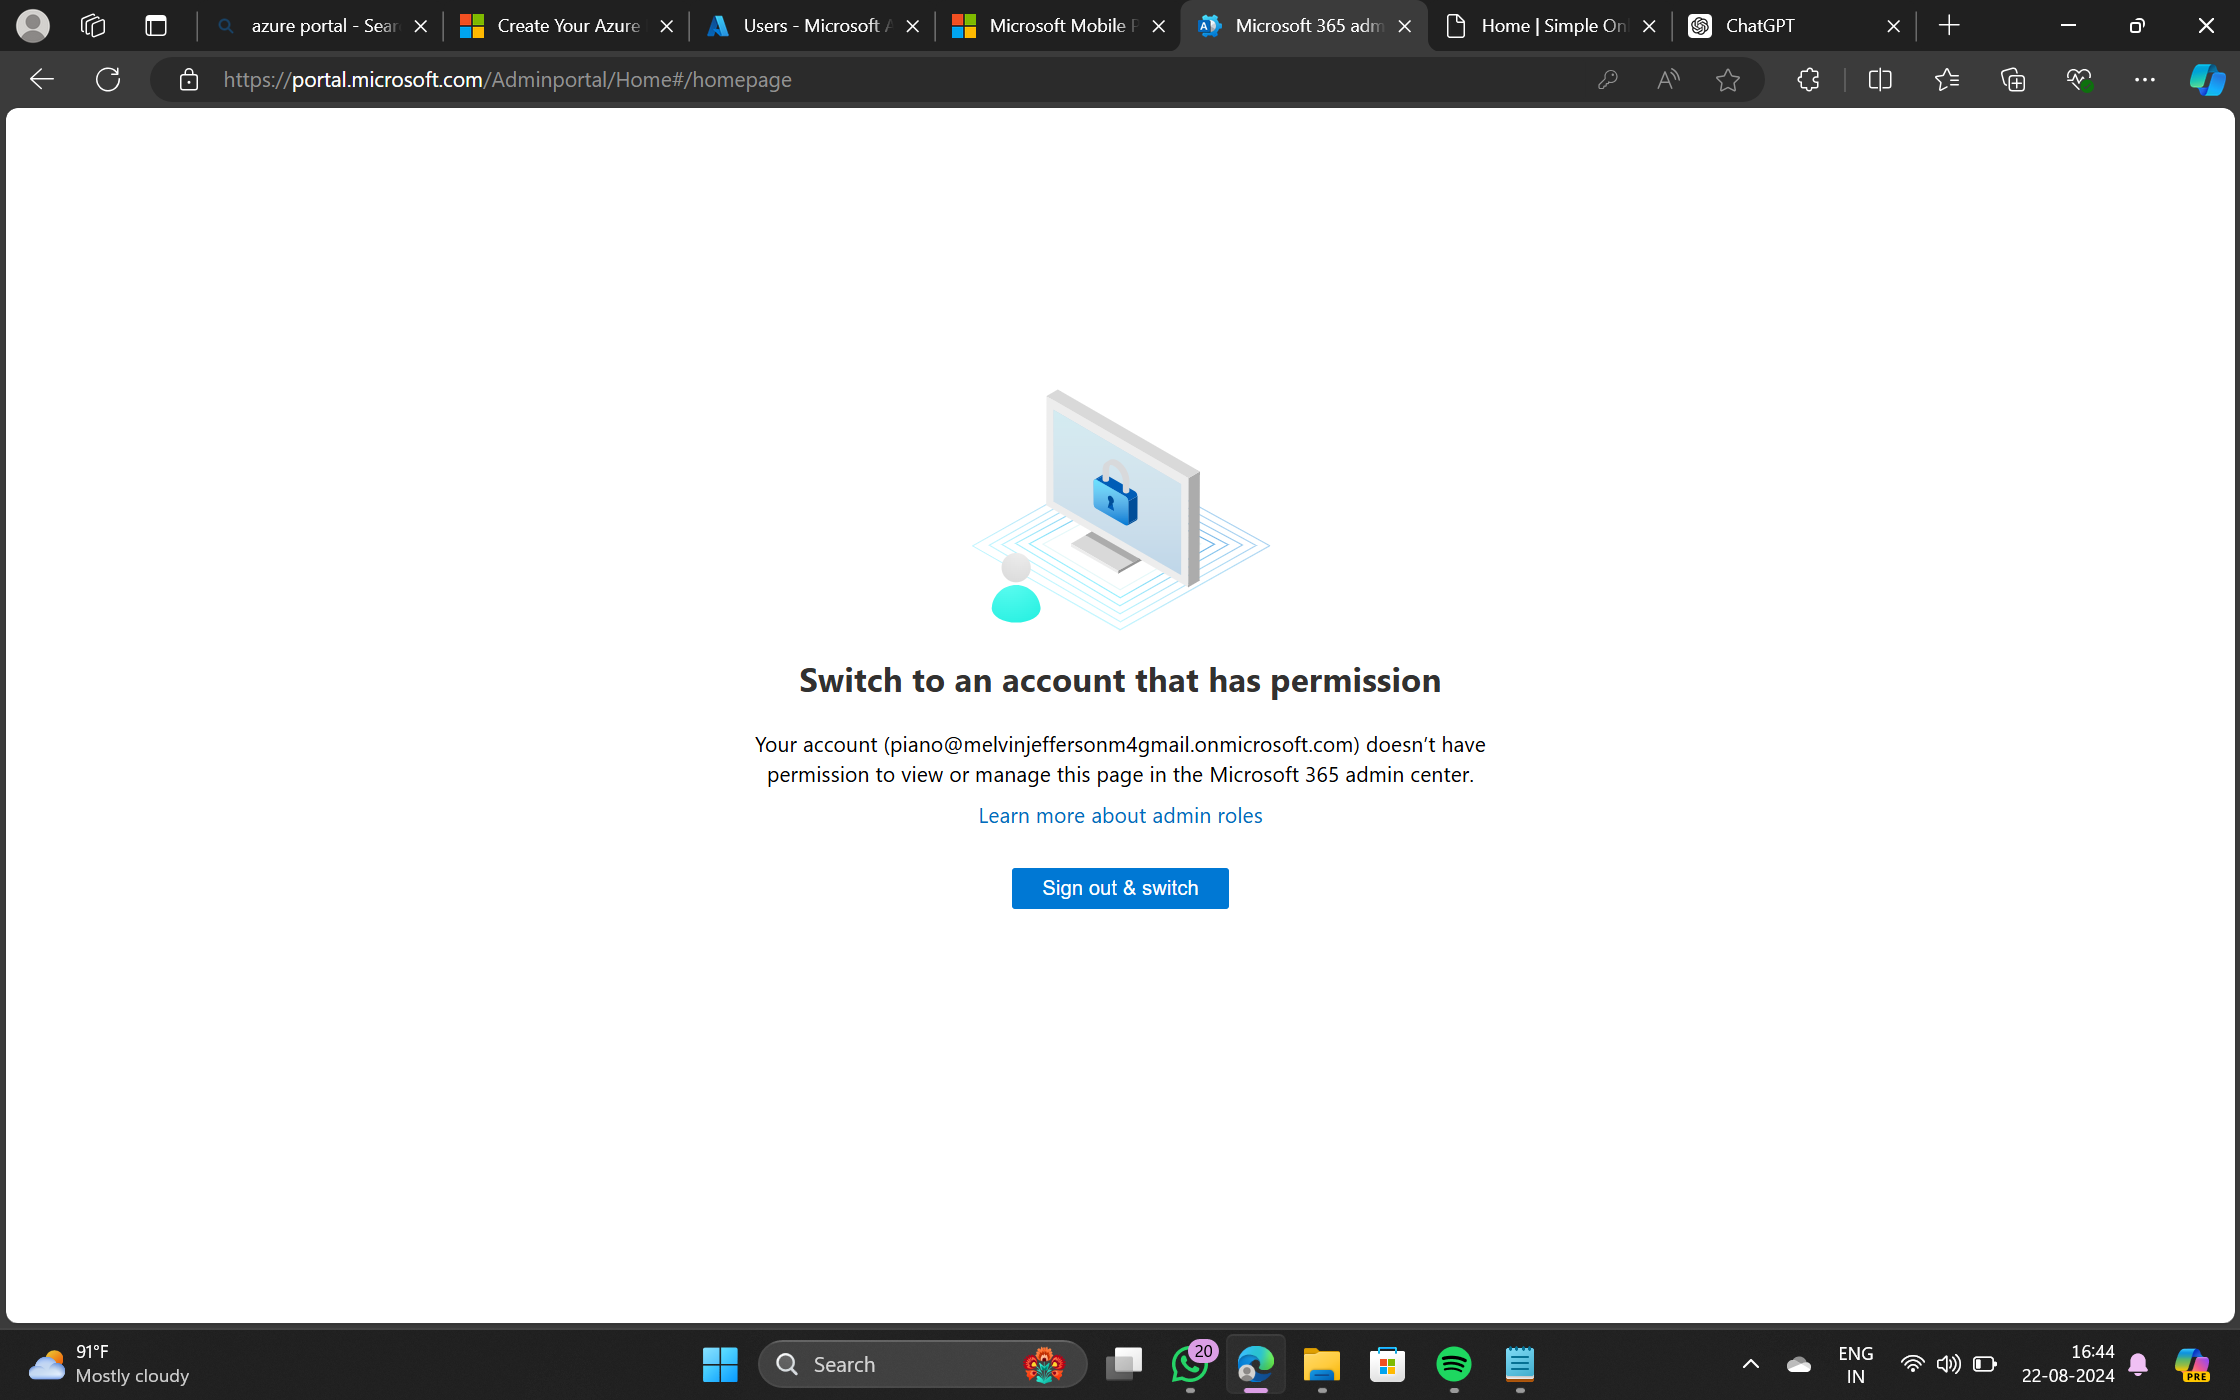 azure portal - Sear
Create Your Azure
Users - Microsoft A
Microsoft Mobile P
Microsoft 365 adm
Home | Simple Onl
ChatGPT
https://portal.microsoft.com/Adminportal/Home#/homepage
Switch to an account that has permission
Your account (piano@melvinjeffersonm4gmail.onmicrosoft.com) doesn’t have
permission to view or manage this page in the Microsoft 365 admin center.
Learn more about admin roles
Sign out & switch
91°F
Mostly cloudy
Search
20
ENG
IN
16:44
22-08-2024
PRE